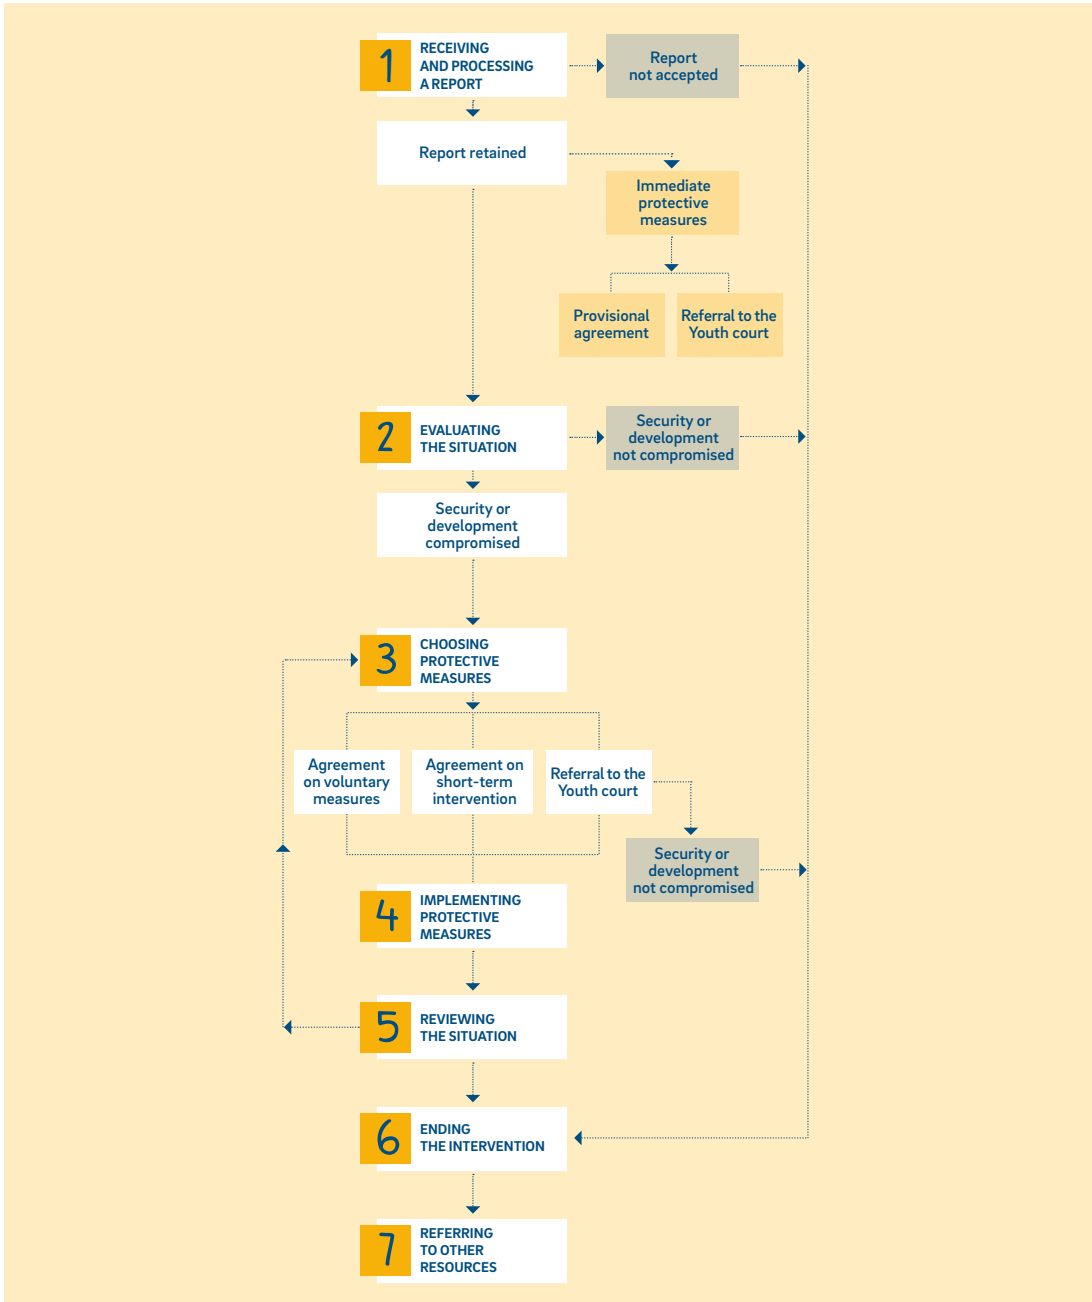 1
RECEIVING
AND PROCESSING
A REPORT
Report
not accepted
Report retained
Immediate
protective
measures
Provisional
agreement
Referral to the
Youth court
2
EVALUATING
THE SITUATION
Security or
development
not compromised
Security or
development
compromised
3
CHOOSING
PROTECTIVE
MEASURES
Agreement
on voluntary
measures
Agreement on
short-term
intervention
Referral to the
Youth court
Security or
development
not compromised
4
IMPLEMENTING
PROTECTIVE
MEASURES
5
REVIEWING
THE SITUATION
6
ENDING
THE INTERVENTION
7
REFERRING
TO OTHER
RESOURCES